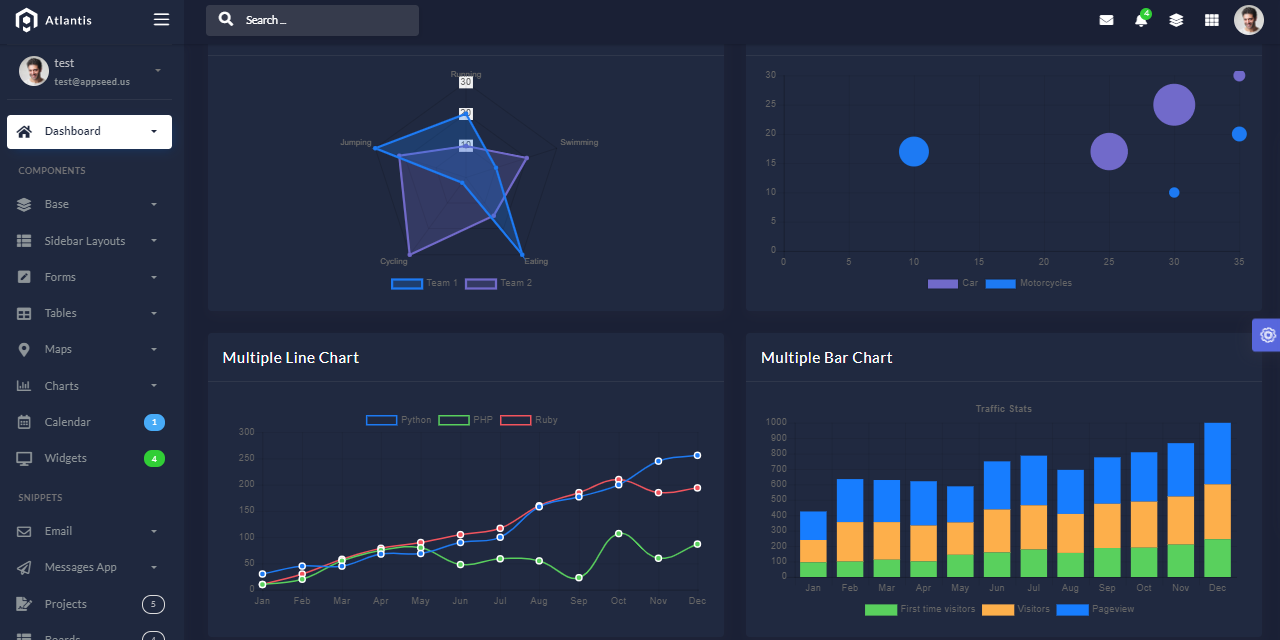 Atlantis
Search ...
4
test
test@appseed.us
Dashboard
COMPONENTS
Base
Sidebar Layouts
Forms
Tables
Maps
Charts
Calendar 1
Widgets 4
SNIPPETS
Email
Messages App
Projects 5
Boards 4
Running
30
20
10
Jumping
Swimming
Cycling
Eating
Team 1 Team 2
30
25
20
15
10
5
0
0 5 10 15 20 25 30 35
Car Motorcycles
Multiple Line Chart
Python PHP Ruby
300
250
200
150
100
50
0
Jan Feb Mar Apr May Jun Jul Aug Sep Oct Nov Dec
Multiple Bar Chart
Traffic Stats
1000
900
800
700
600
500
400
300
200
100
0
Jan Feb Mar Apr May Jun Jul Aug Sep Oct Nov Dec
First time visitors Visitors Pageview